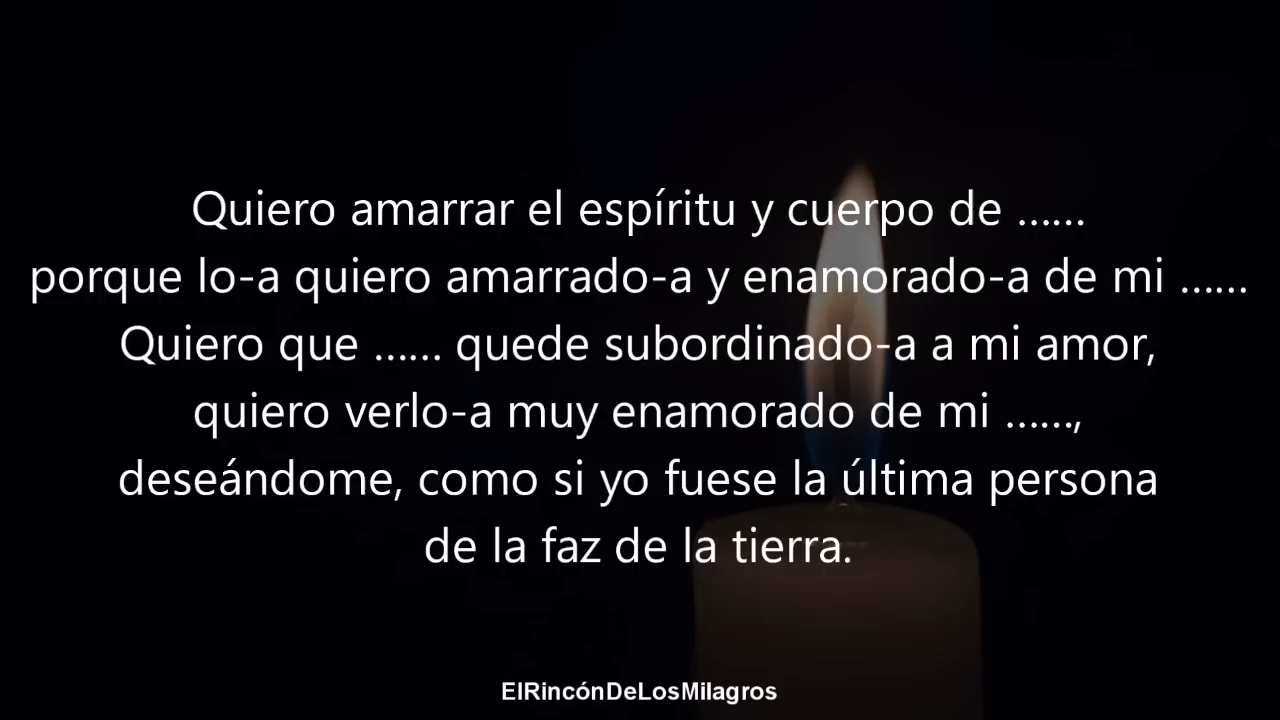 Quiero amarrar el espíritu y cuerpo de ......
porque lo-a quiero amarrado-a y enamorado-a de mi ......
Quiero que ...... quede subordinado-a a mi amor,
quiero verlo-a muy enamorado de mi ......,
deseándome, como si yo fuese la última persona
de la faz de la tierra.
ElRincónDeLosMilagros